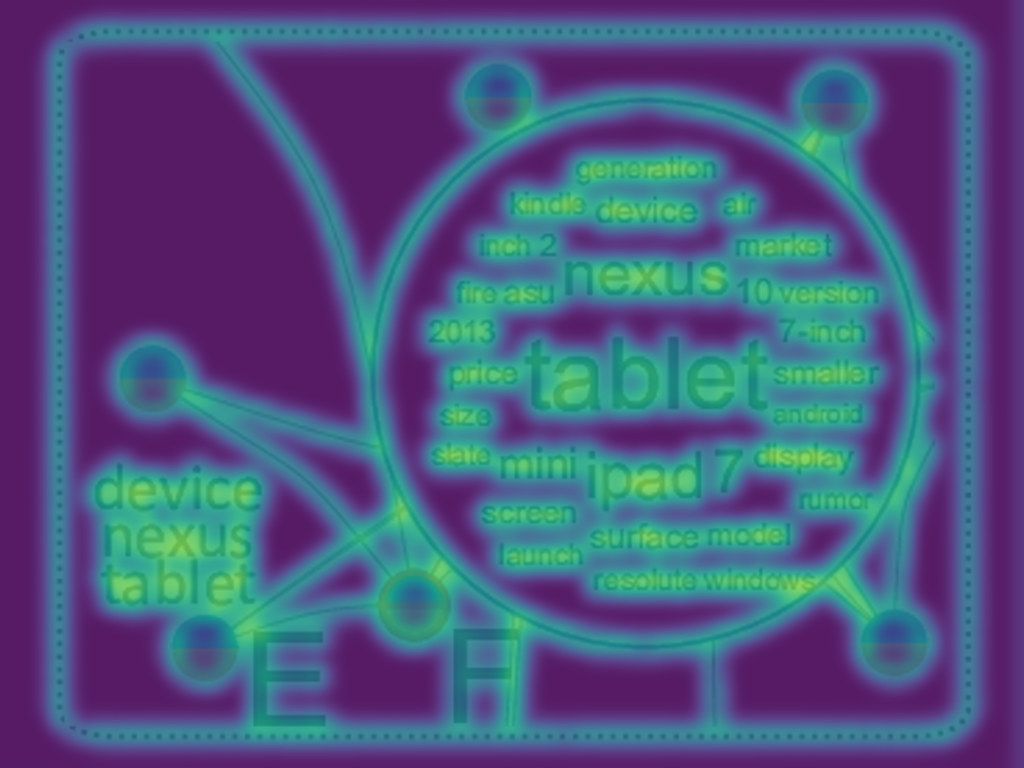 generation
kindle device air
inch 2 market
nexus
fire asu 10 version
2013 7-inch
price tablet smaller
size android
slate mini ipad 7 display
device
nexus
tablet
screen rumor
surface model
launch
resolute windows
E F